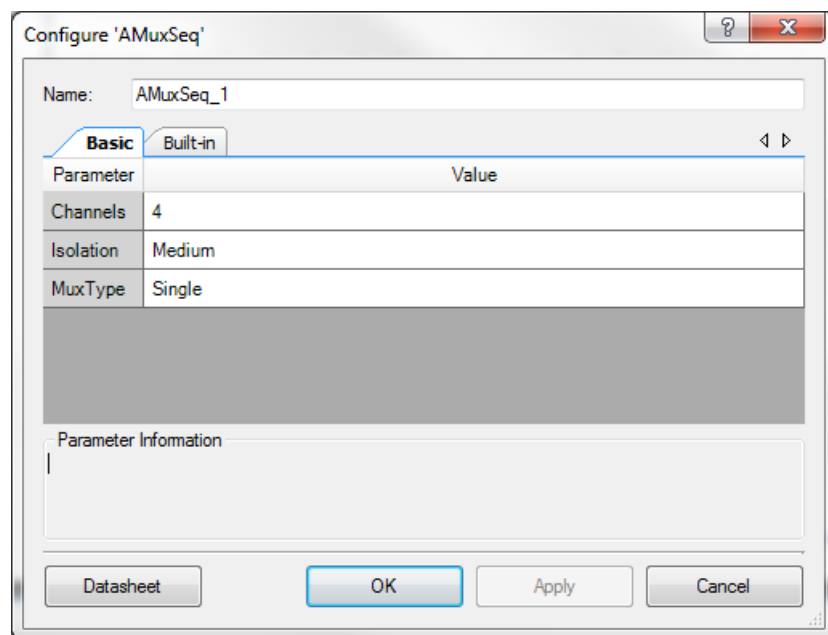 Configure 'AMuxSeq'
Name: AMuxSeq_1
Basic Built-in
Parameter Value
Channels 4
Isolation Medium
MuxType Single
Parameter Information
Datasheet OK Apply Cancel